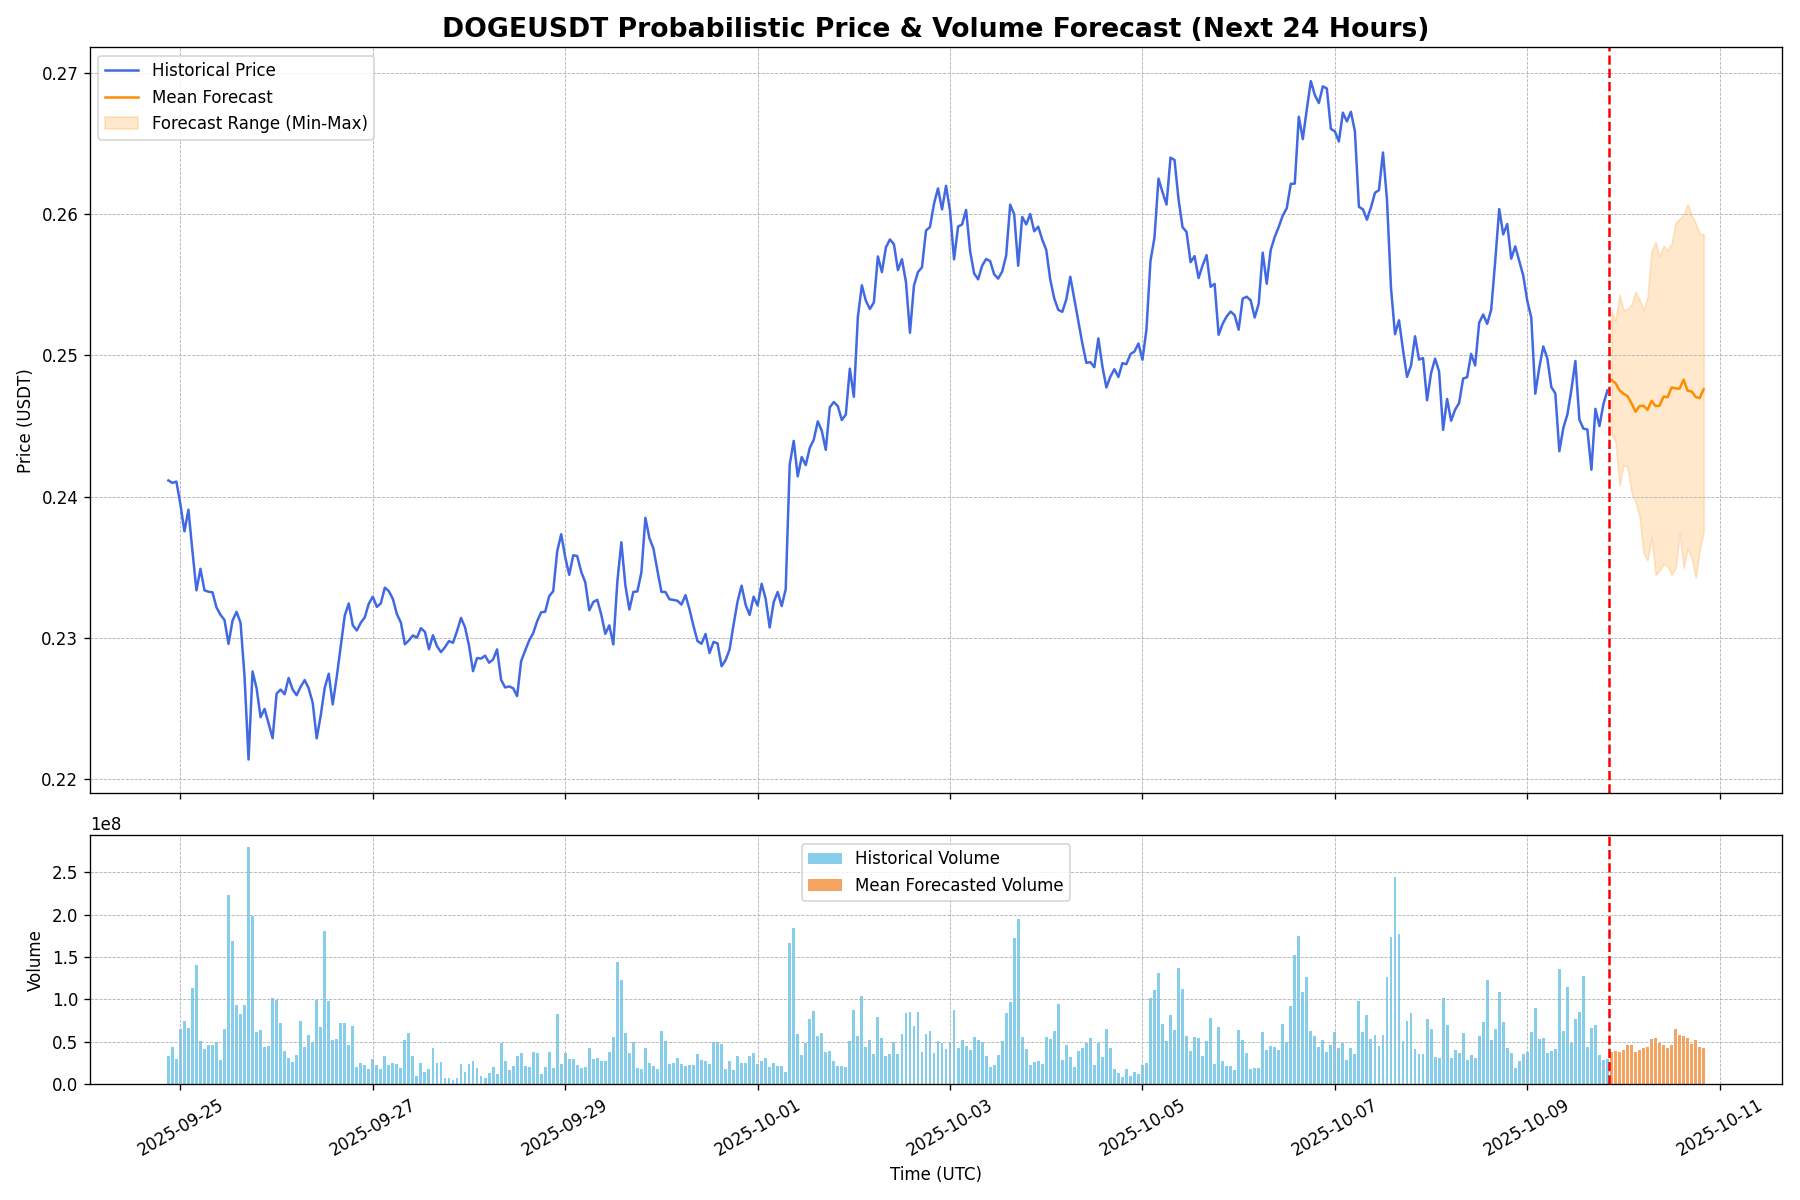 DOGEUSDT Probabilistic Price & Volume Forecast (Next 24 Hours)
Historical Price
Mean Forecast
Forecast Range (Min-Max)
Price (USDT)
0.27
0.26
0.25
0.24
0.23
0.22
1e8
Historical Volume
Mean Forecasted Volume
Volume
2.5
2.0
1.5
1.0
0.5
0.0
2025-09-25
2025-09-27
2025-09-29
2025-10-01
2025-10-03
2025-10-05
2025-10-07
2025-10-09
2025-10-11
Time (UTC)